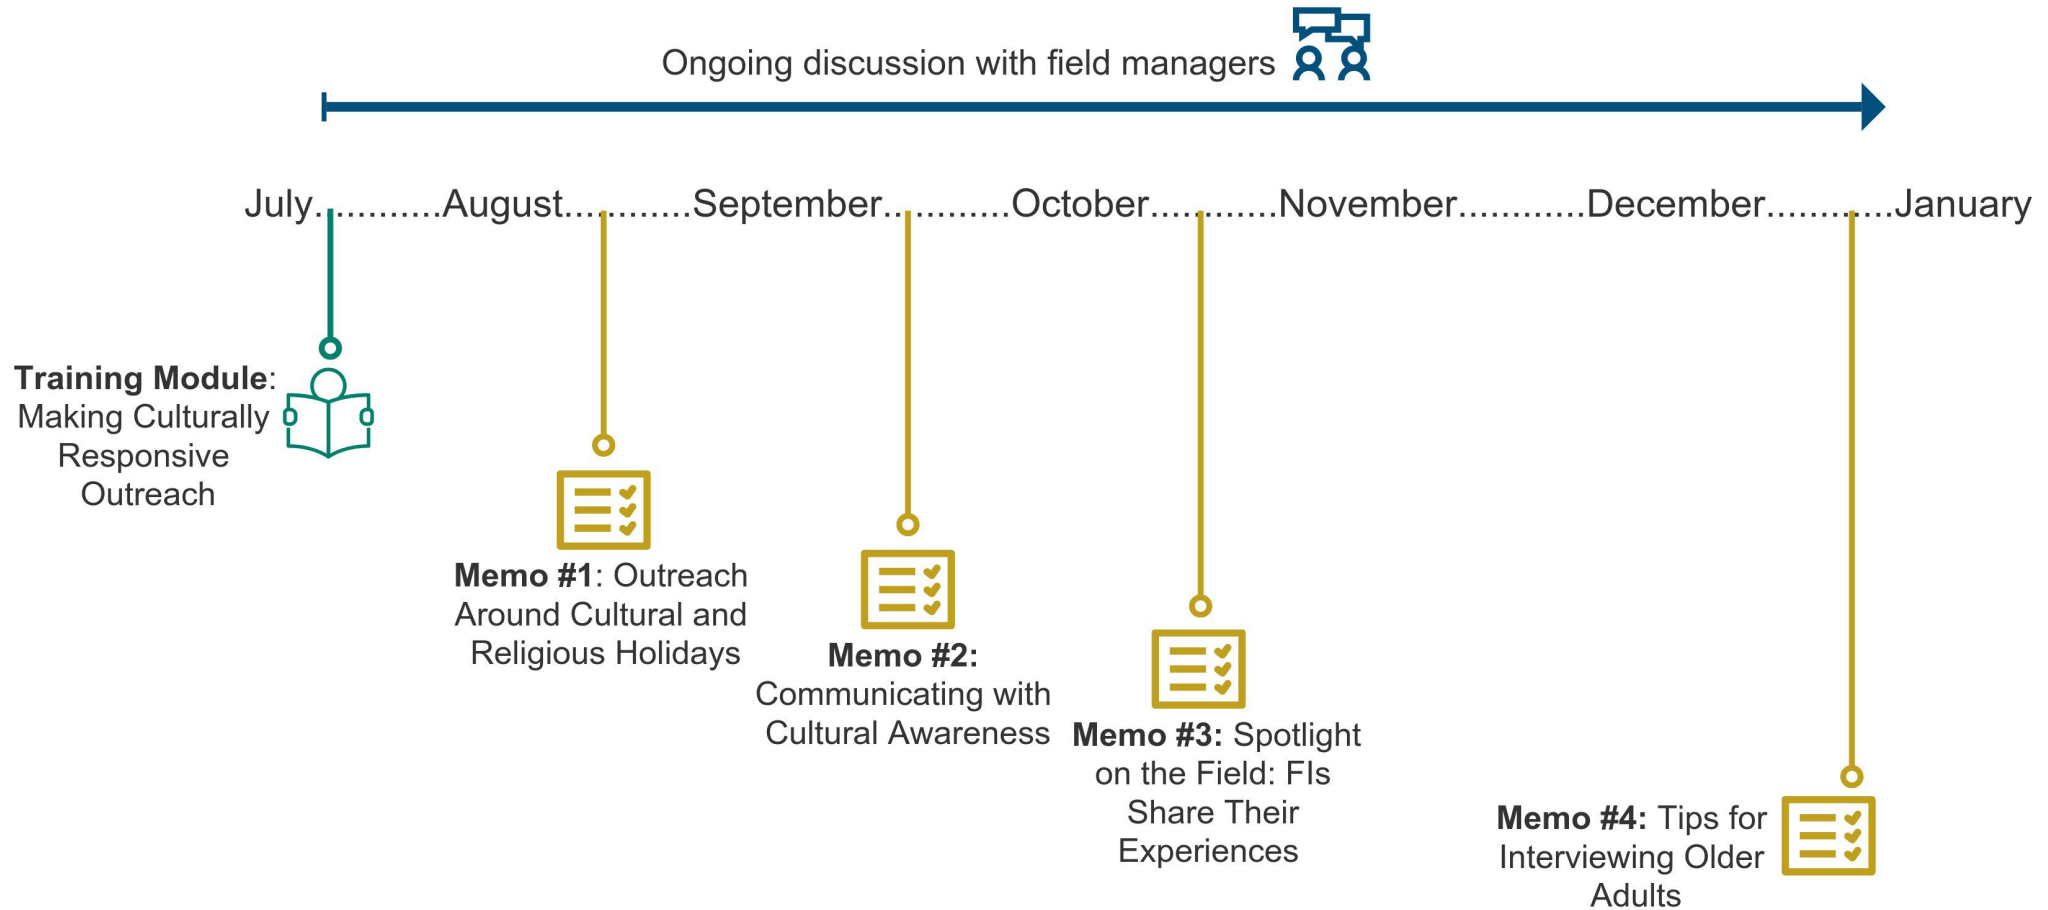 Ongoing discussion with field managers
July............August............September............October............November............December............January
Training Module:
Making Culturally
Responsive
Outreach
Memo #1: Outreach
Around Cultural and
Religious Holidays
Memo #2:
Communicating with
Cultural Awareness
Memo #3: Spotlight
on the Field: FIs
Share Their
Experiences
Memo #4: Tips for
Interviewing Older
Adults